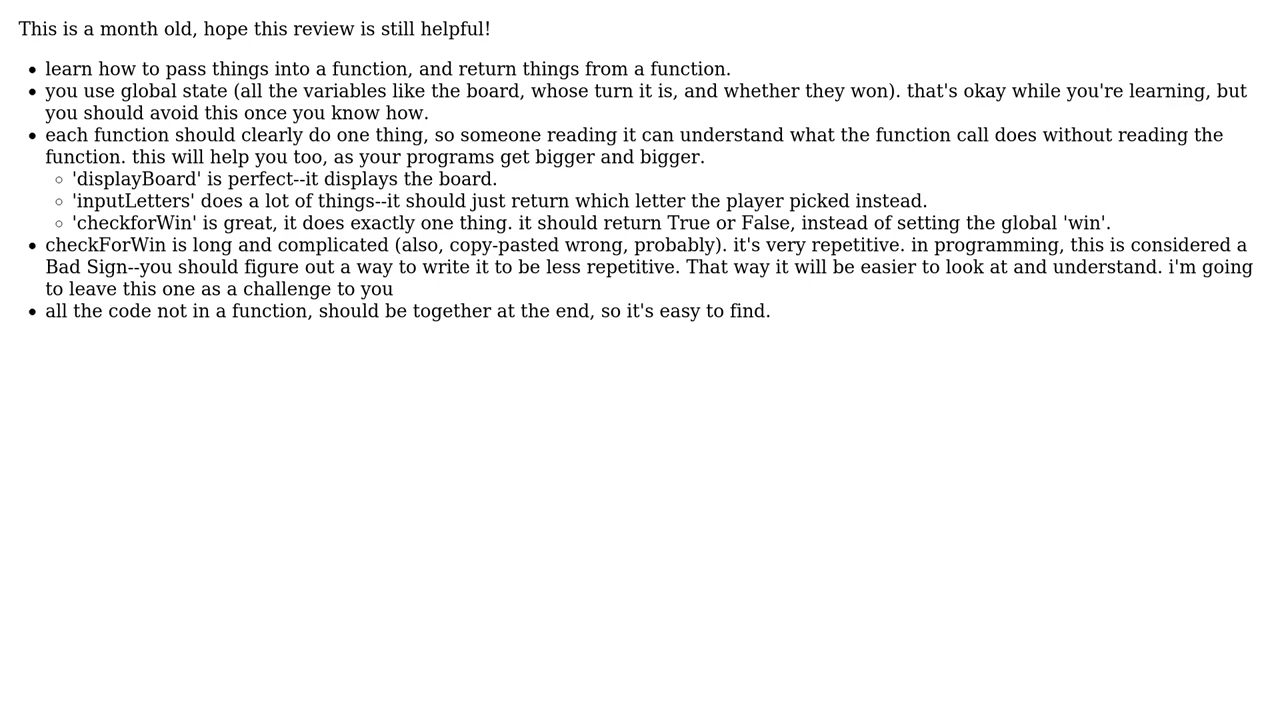 This is a month old, hope this review is still helpful!
• learn how to pass things into a function, and return things from a function.
• you use global state (all the variables like the board, whose turn it is, and whether they won). that's okay while you're learning, but
you should avoid this once you know how.
• each function should clearly do one thing, so someone reading it can understand what the function call does without reading the
function. this will help you too, as your programs get bigger and bigger.
◦ 'displayBoard' is perfect--it displays the board.
◦ 'inputLetters' does a lot of things--it should just return which letter the player picked instead.
◦ 'checkforWin' is great, it does exactly one thing. it should return True or False, instead of setting the global 'win'.
• checkForWin is long and complicated (also, copy-pasted wrong, probably). it's very repetitive. in programming, this is considered a
Bad Sign--you should figure out a way to write it to be less repetitive. That way it will be easier to look at and understand. i'm going
to leave this one as a challenge to you
• all the code not in a function, should be together at the end, so it's easy to find.